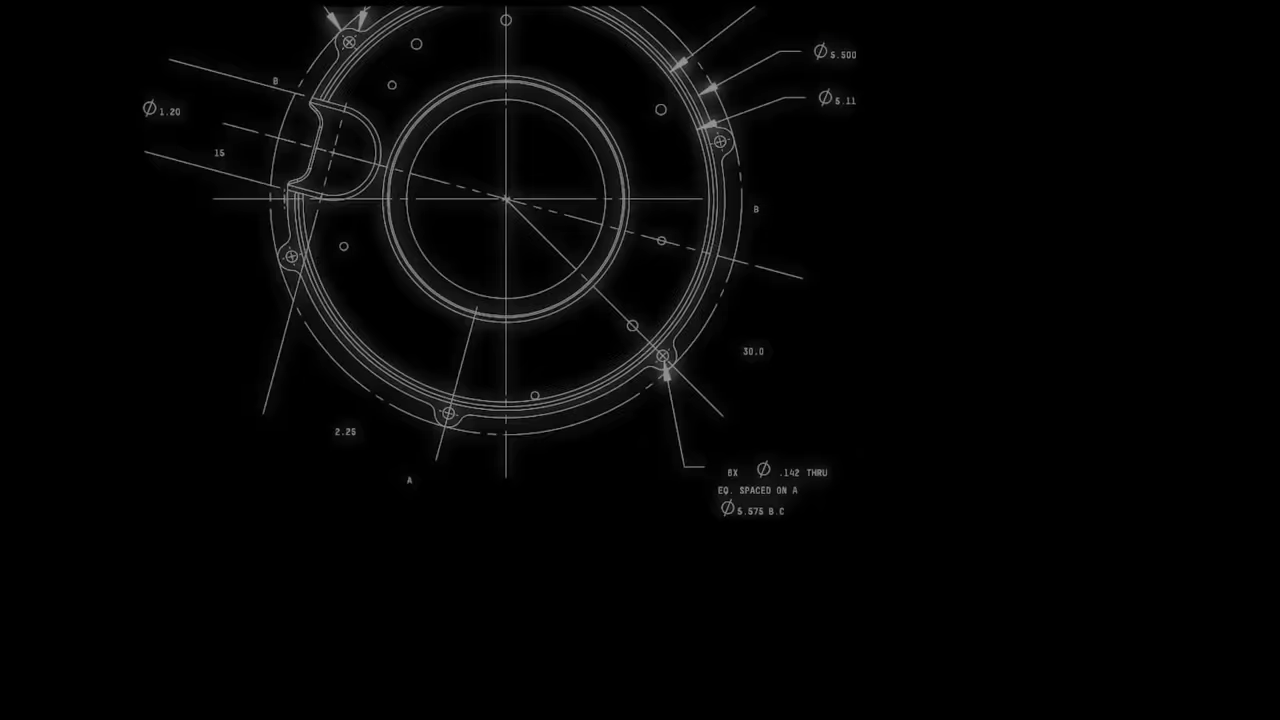 Ø5.500
B
Ø5.11
Ø1.20
15
B
30.0
2.25
A
8X Ø .142 THRU
EQ. SPACED ON A
Ø5.575 B.C